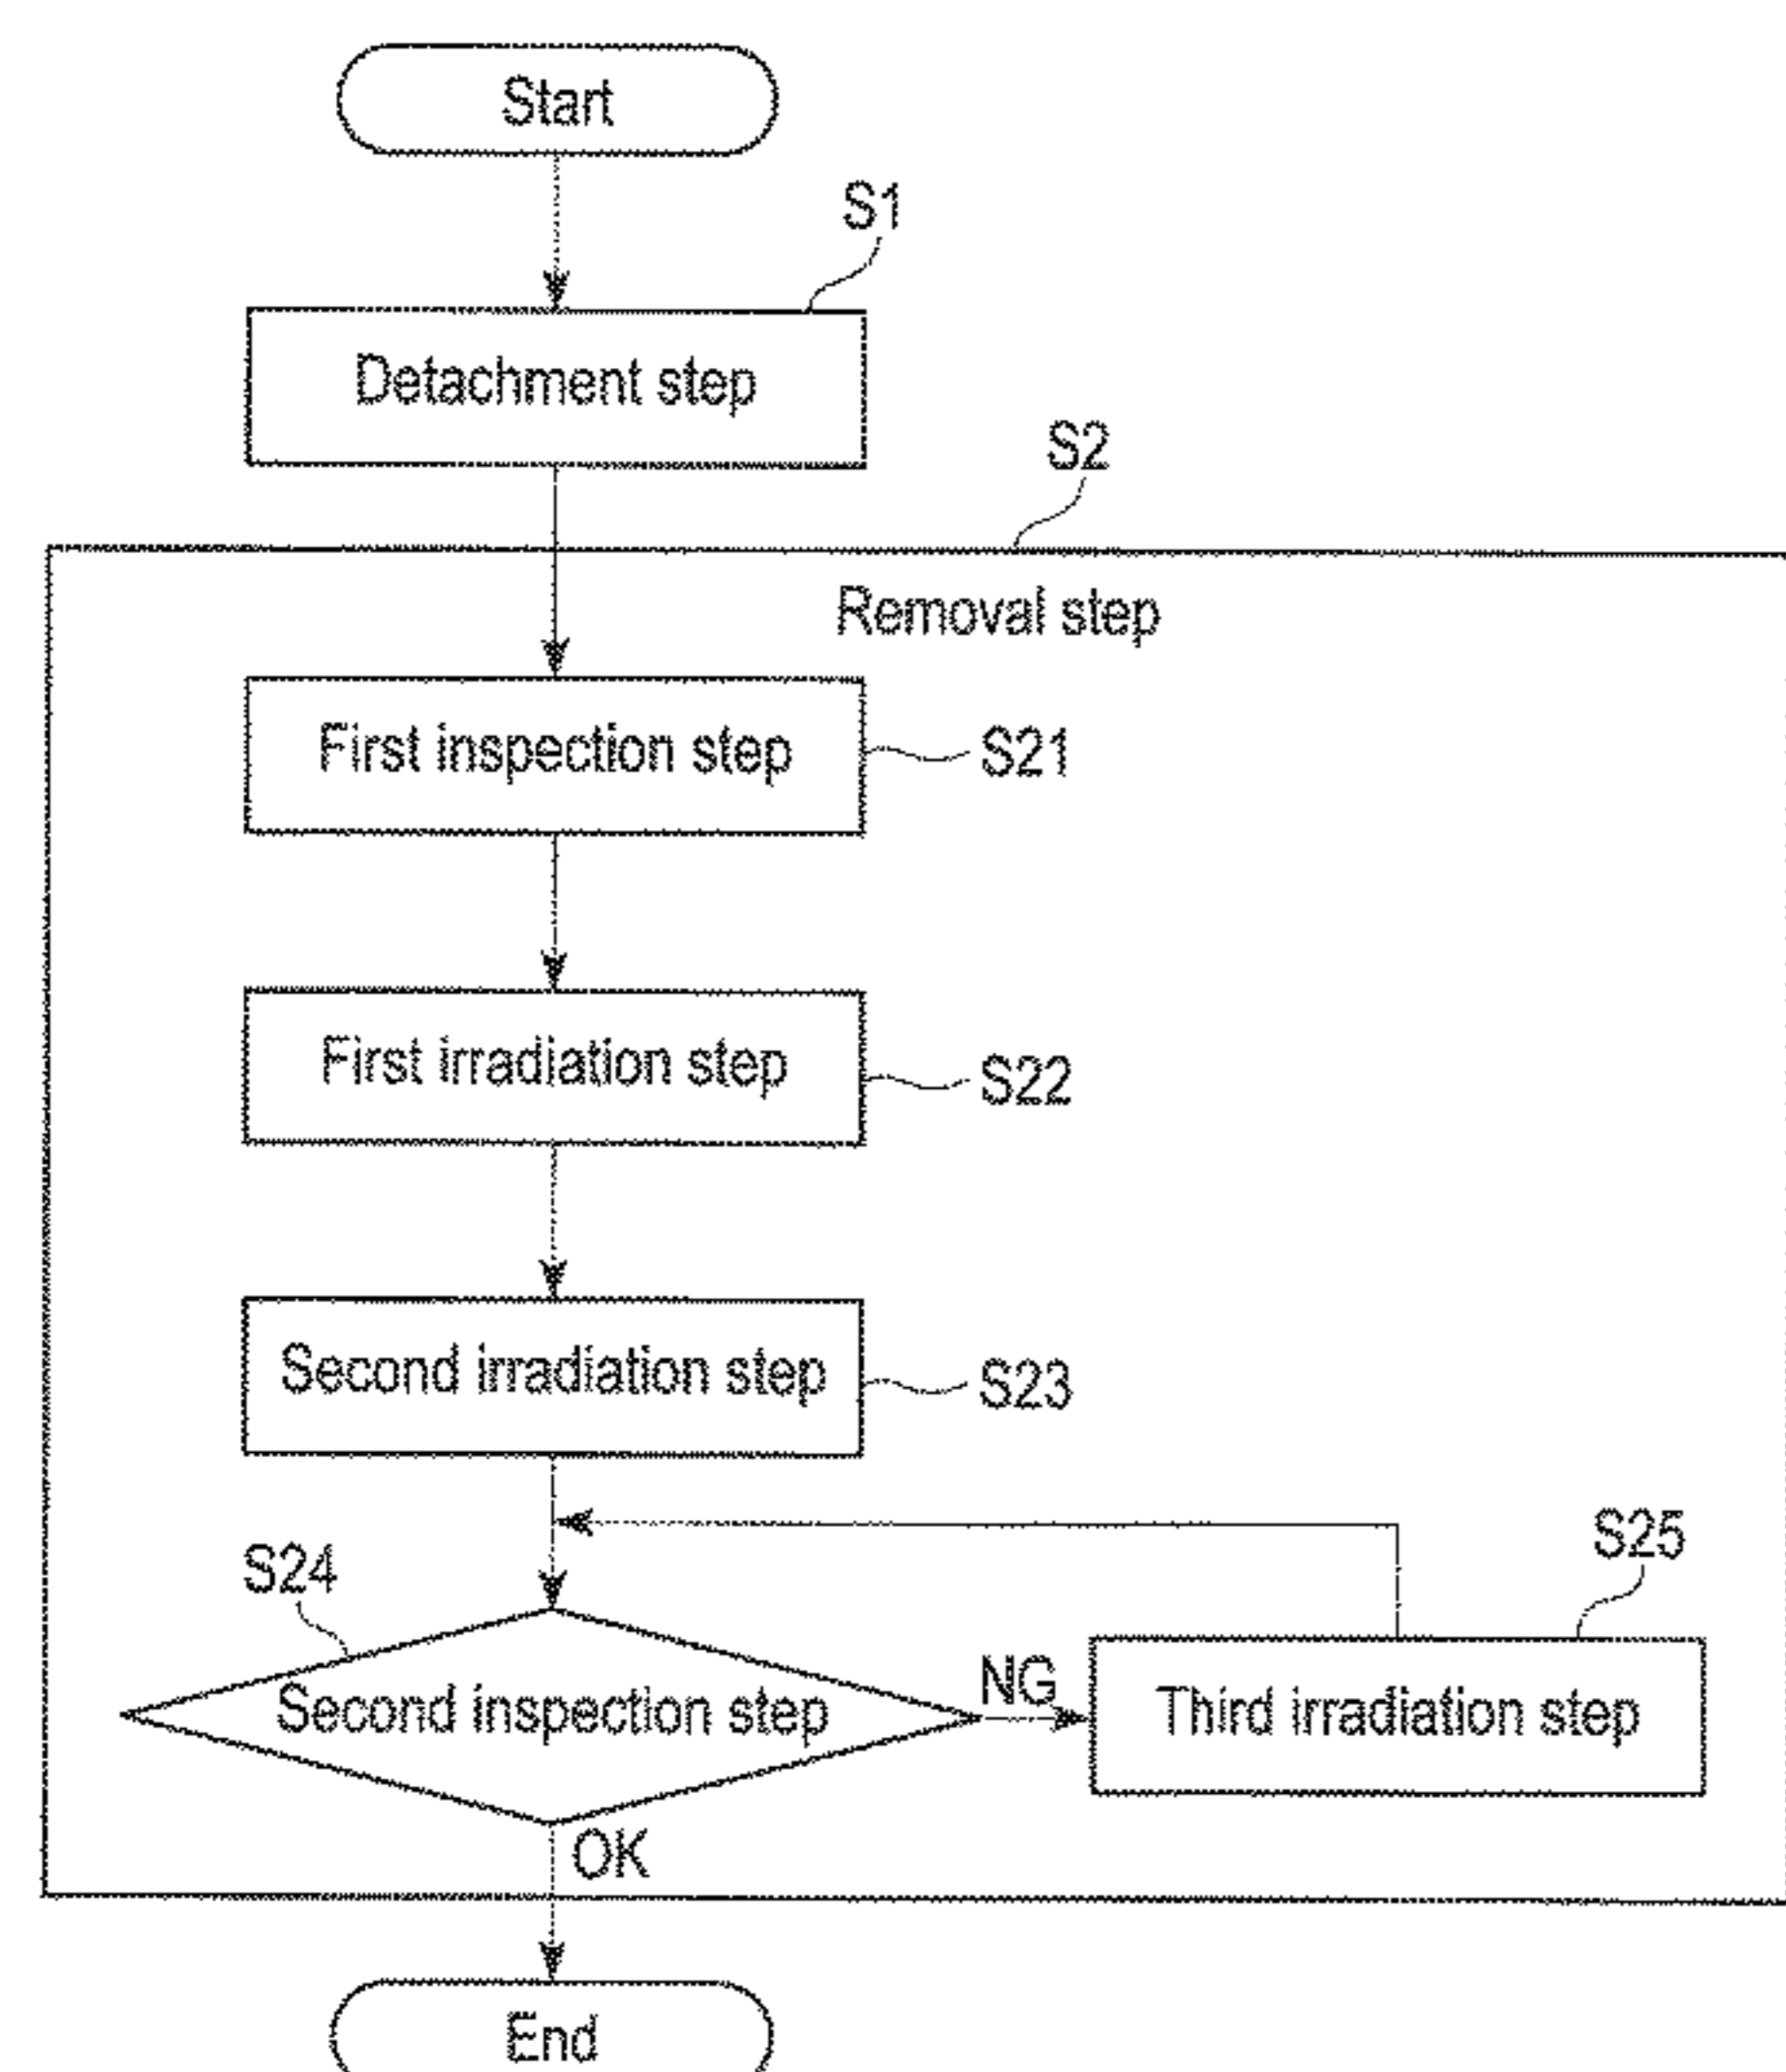 Start
S1
Detachment step
S2
Removal step
First inspection step
S21
First irradiation step
S22
Second irradiation step
S23
S24
S25
Second inspection step
NG
Third irradiation step
OK
End